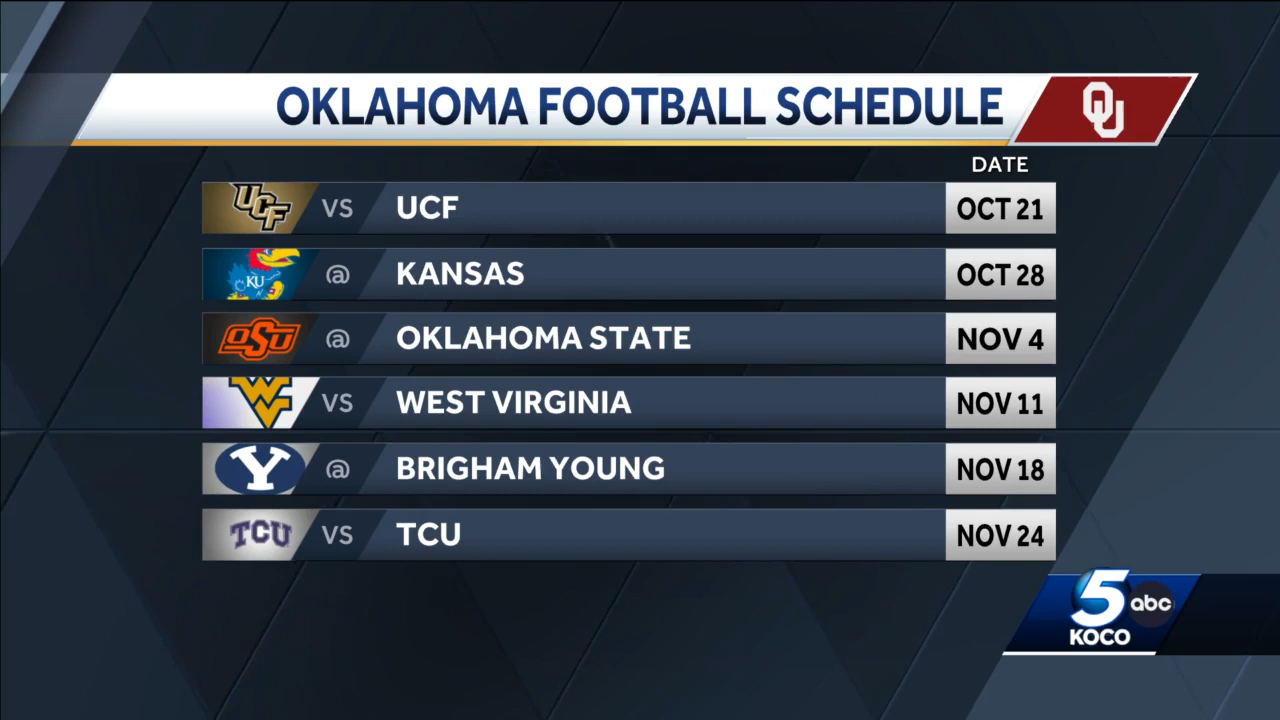 OKLAHOMA FOOTBALL SCHEDULE OU
DATE
UCF VS UCF OCT 21
KU @ KANSAS OCT 28
OSU @ OKLAHOMA STATE NOV 4
WV VS WEST VIRGINIA NOV 11
Y @ BRIGHAM YOUNG NOV 18
TCU VS TCU NOV 24
5 abc
KOCO